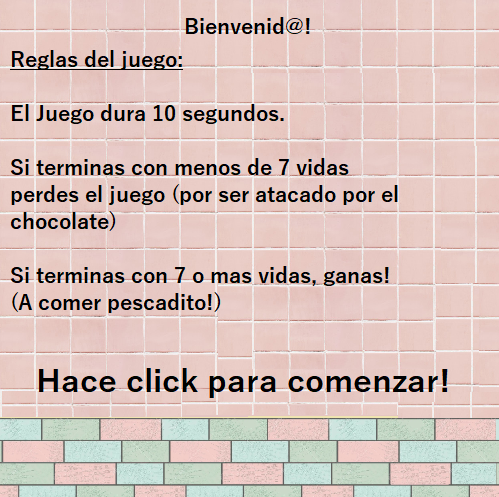 Bienvenid@!
Reglas del juego:
El Juego dura 10 segundos.
Si terminas con menos de 7 vidas
perdes el juego (por ser atacado por el
chocolate)
Si terminas con 7 o mas vidas, ganas!
(A comer pescadito!)
Hace click para comenzar!